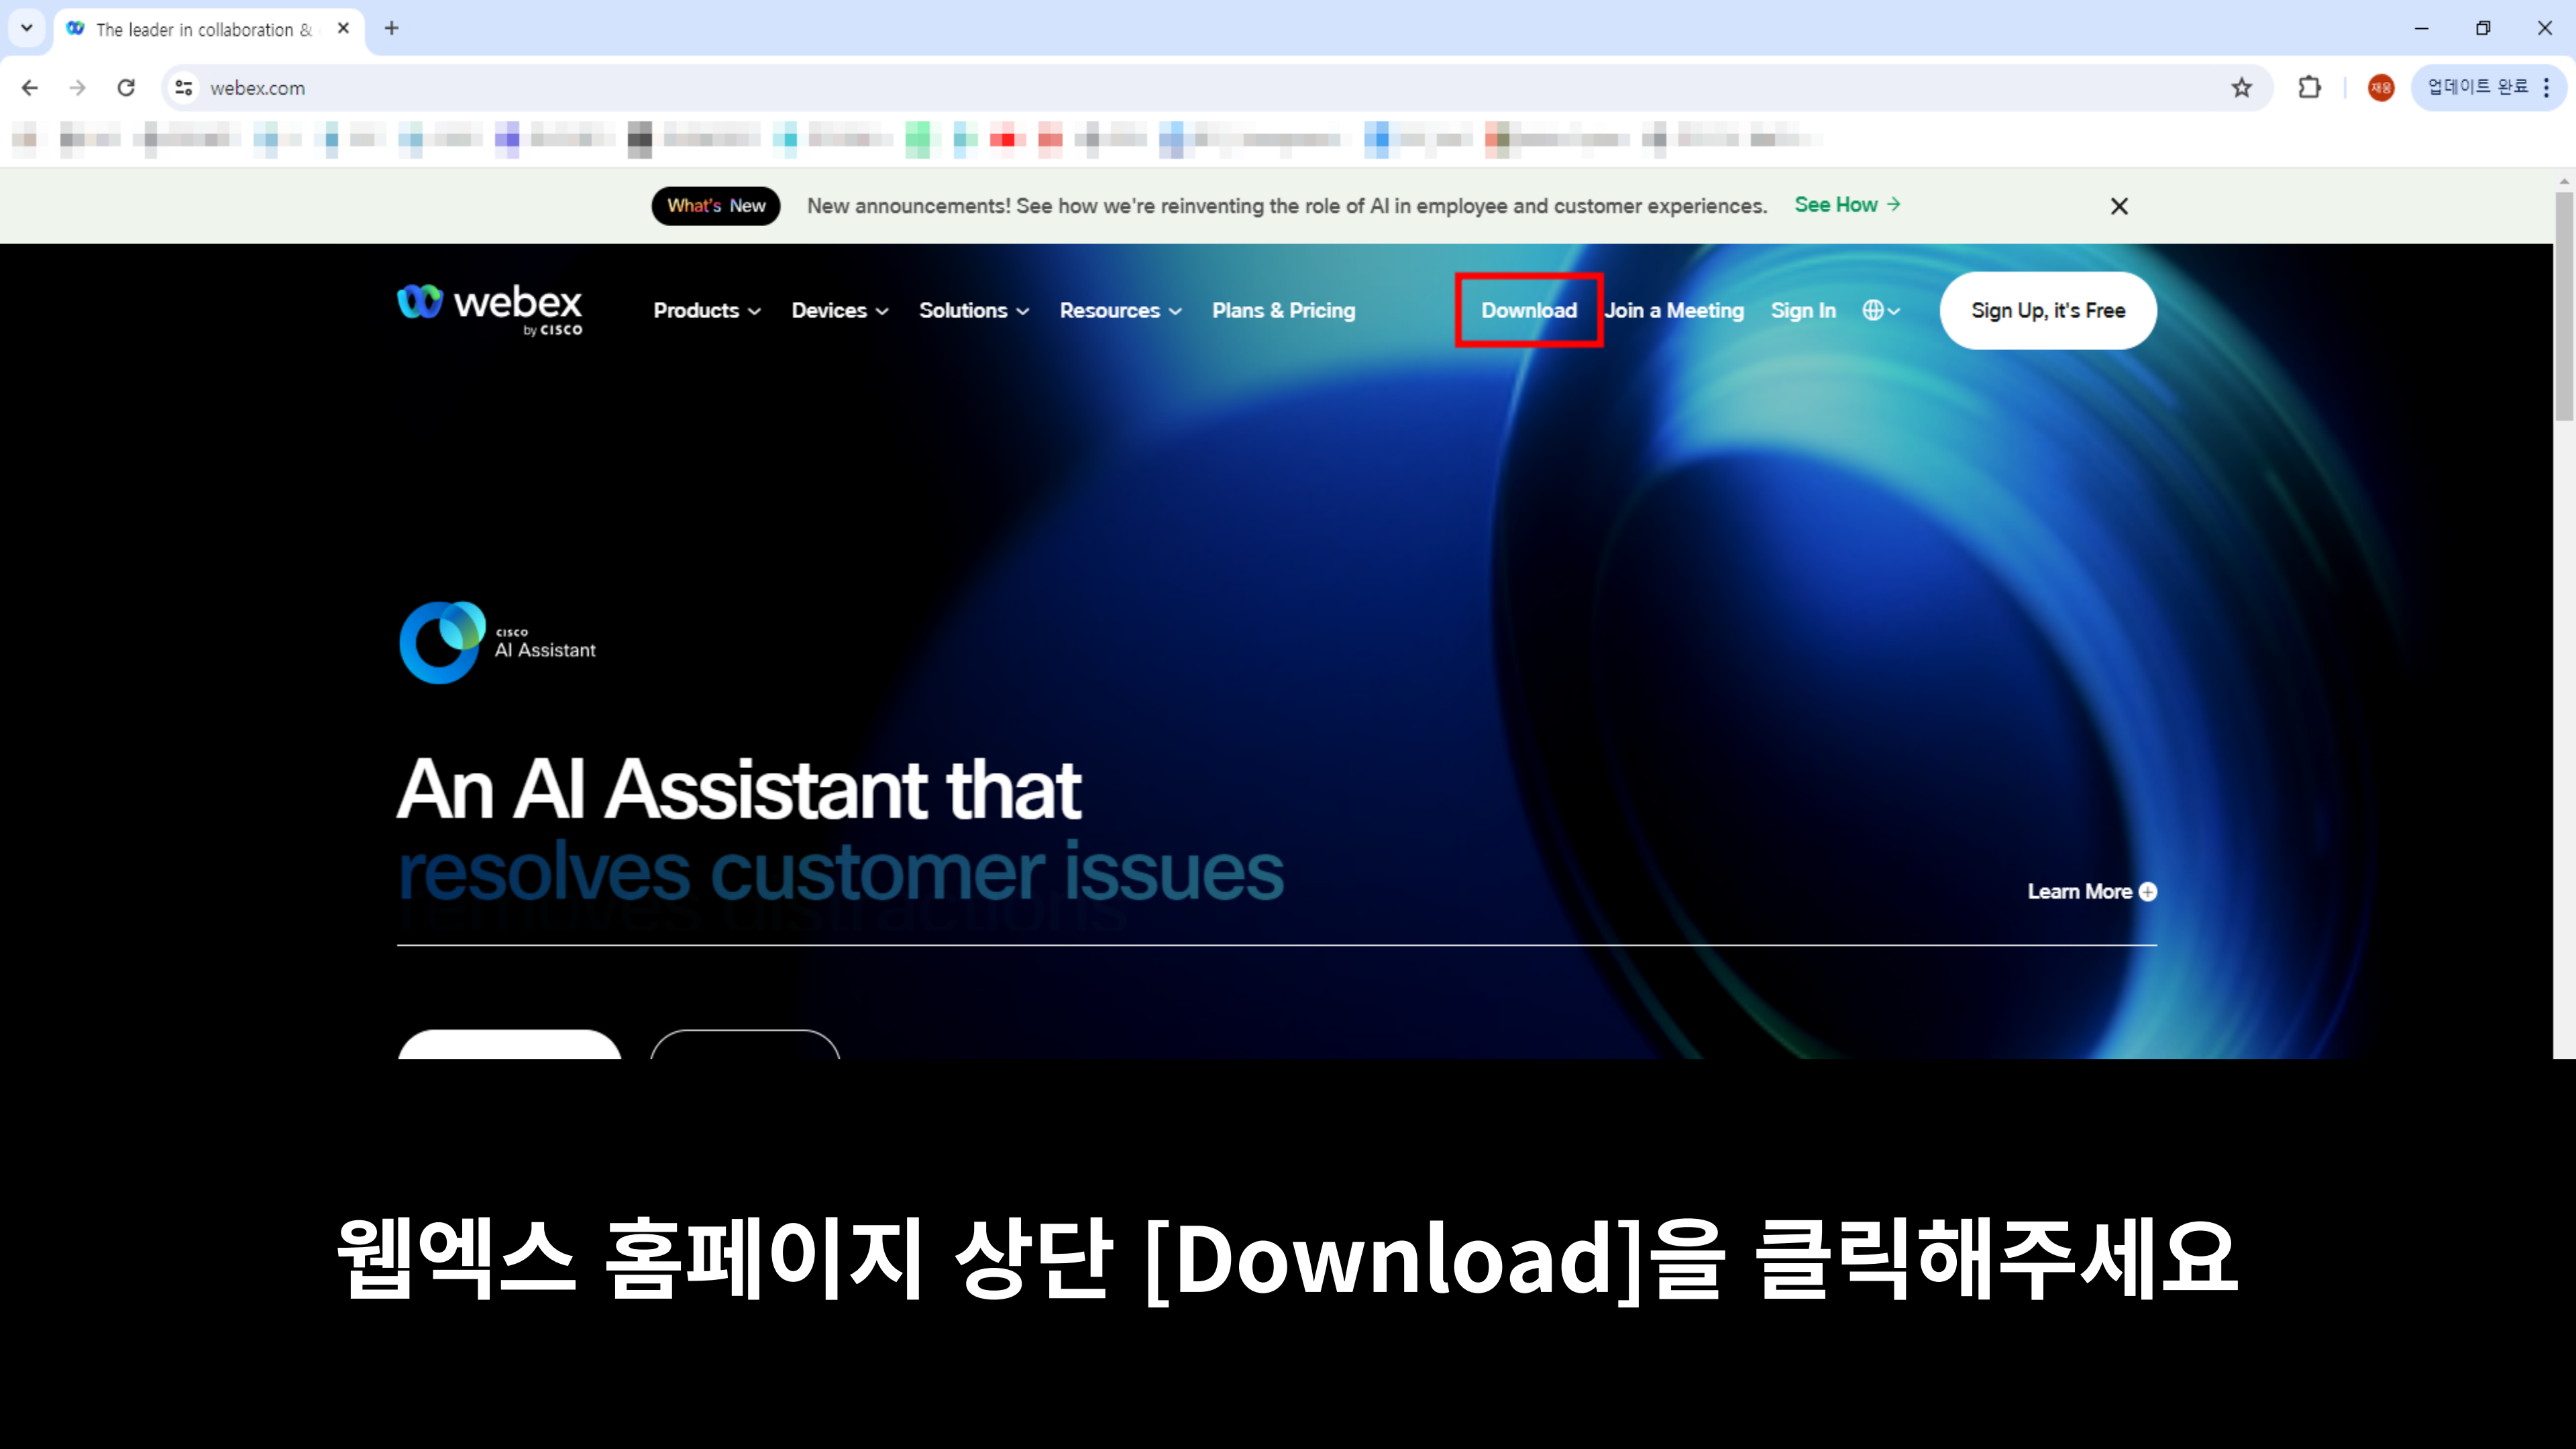 The leader in collaboration &
webex.com
재웅
업데이트 완료
What's New
New announcements! See how we're reinventing the role of AI in employee and customer experiences.
See How →
webex
by CISCO
Products
Devices
Solutions
Resources
Plans & Pricing
Download
Join a Meeting
Sign In
Sign Up, it's Free
CISCO
AI Assistant
An AI Assistant that
resolves customer issues
removes distractions
Learn More
웹엑스 홈페이지 상단 [Download]을 클릭해주세요